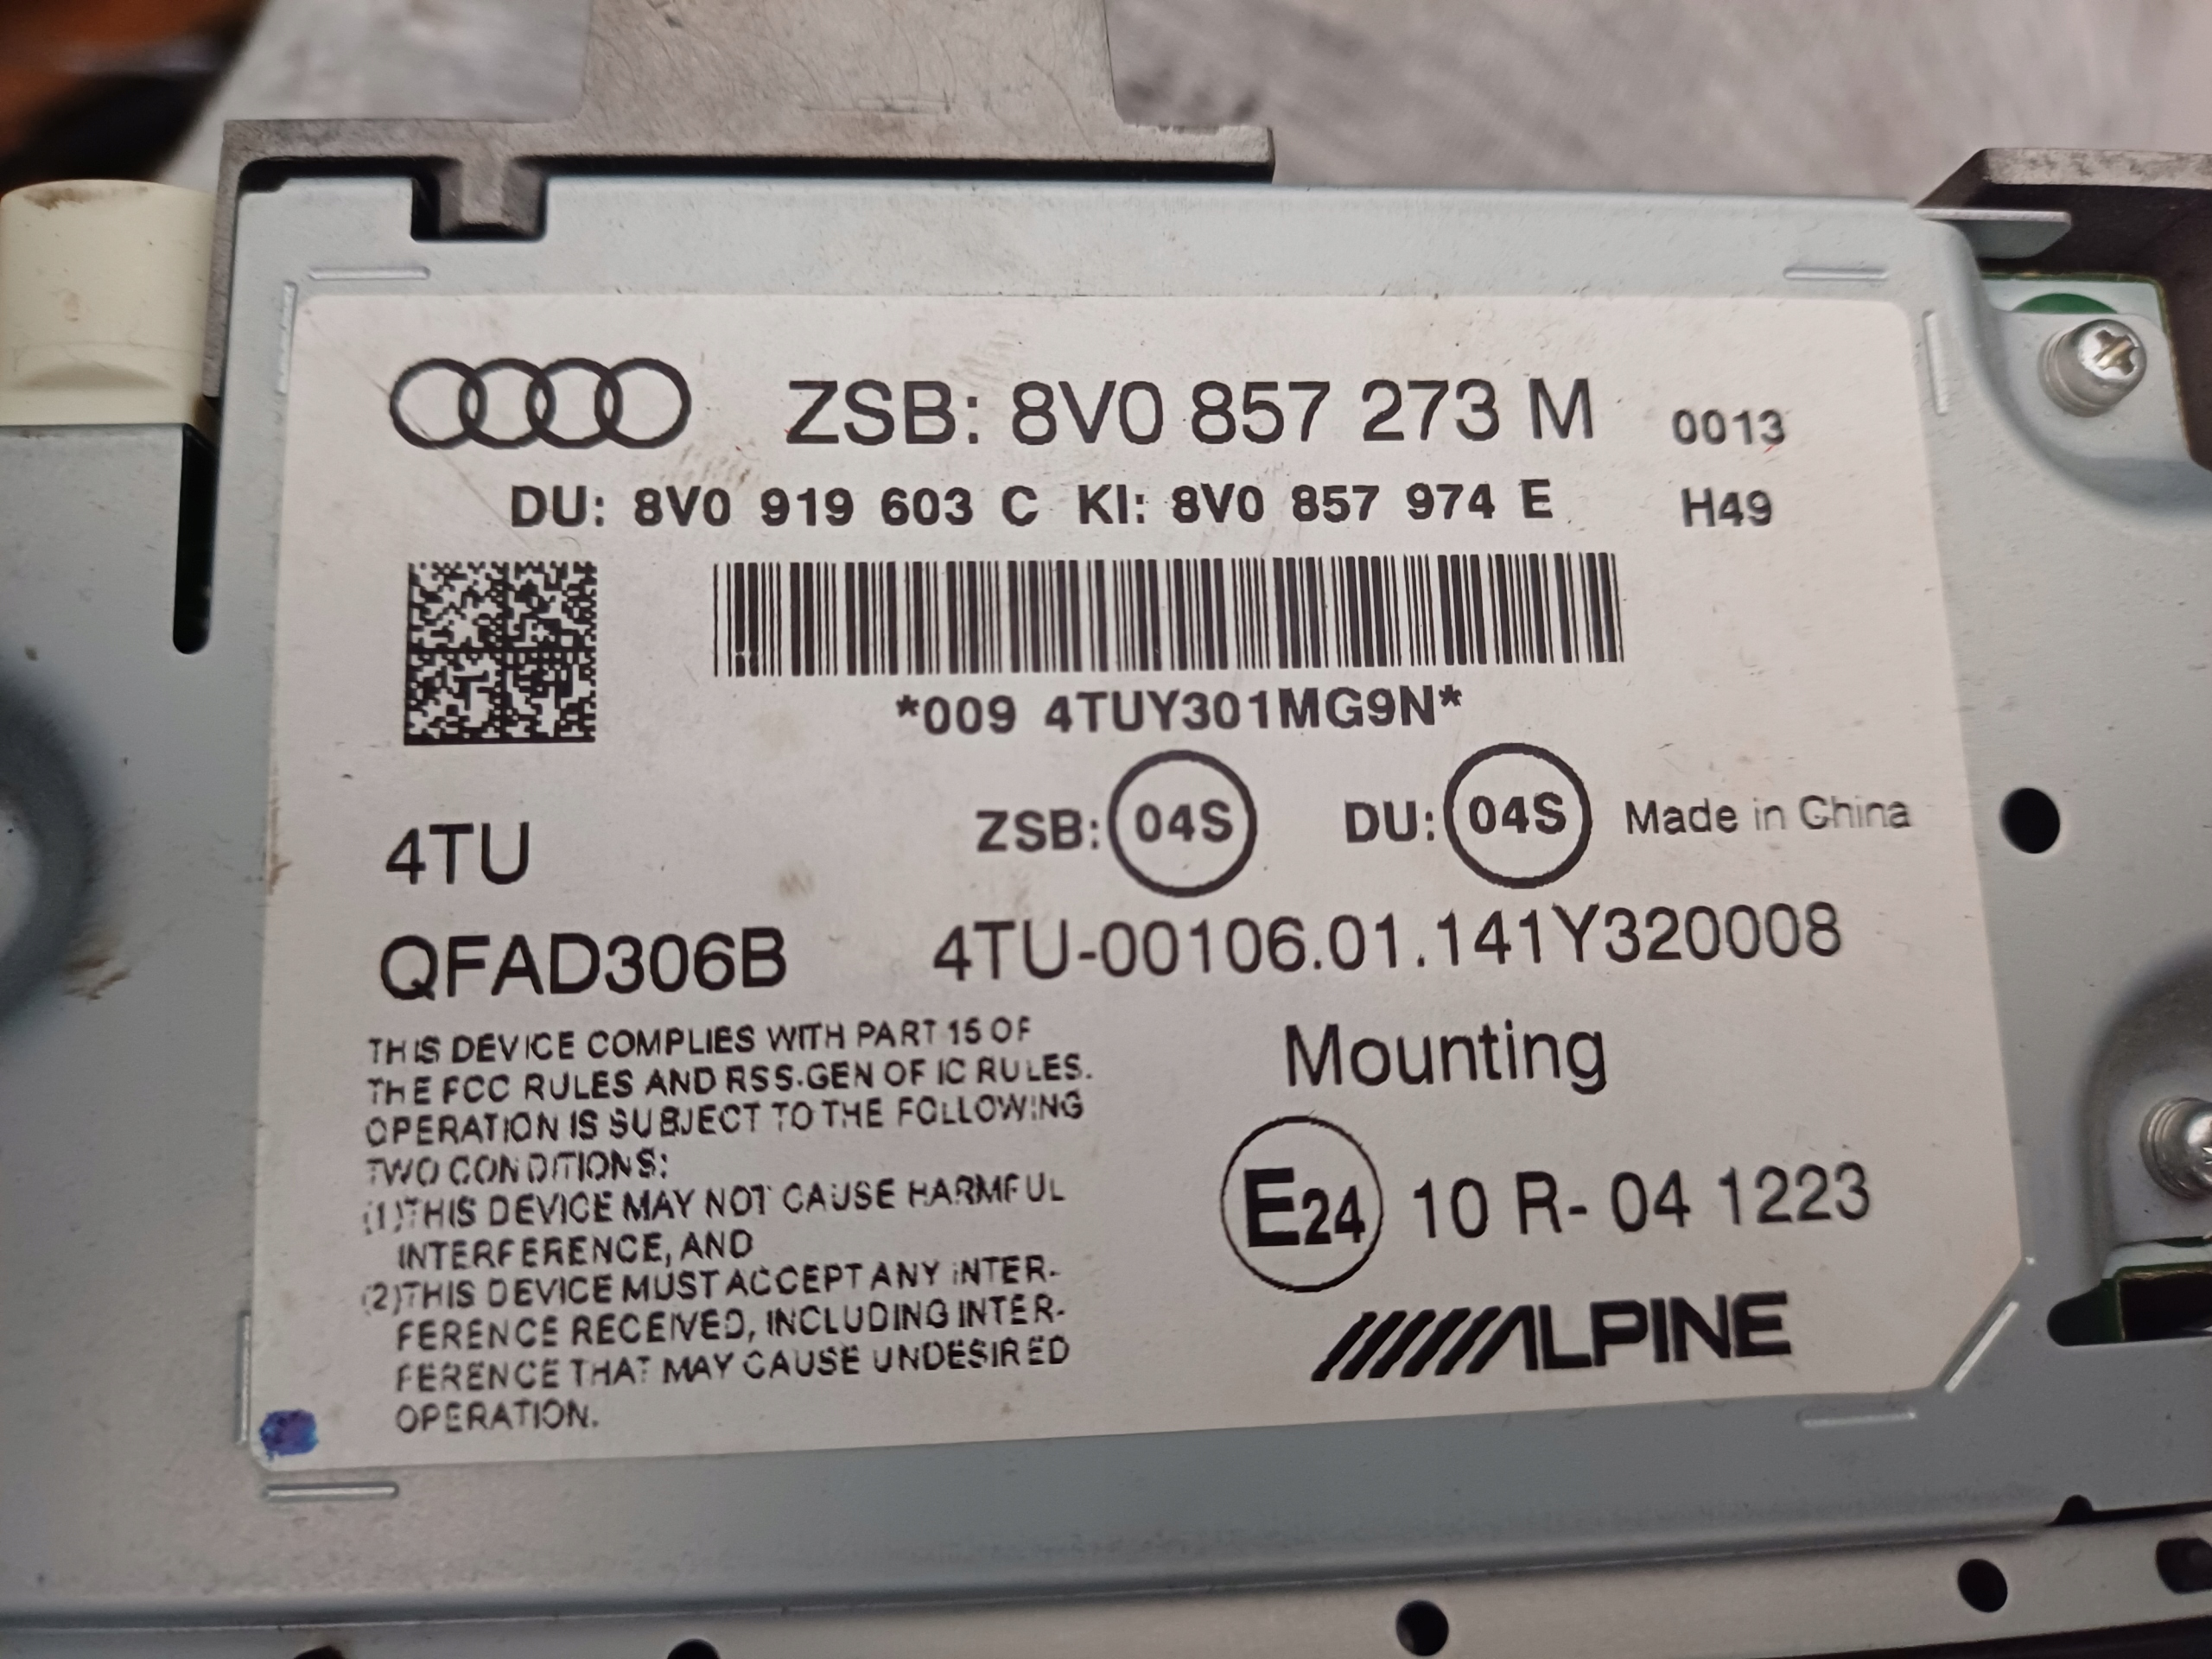 ZSB: 8V0 857 273 M 0013
DU: 8V0 919 603 C KI: 8V0 857 974 E H49
*009 4TUY301MG9N*
4TU ZSB: 04S DU: 04S Made in China
QFAD306B 4TU-00106.01.141Y320008
THIS DEVICE COMPLIES WITH PART 15 OF
THE FCC RULES AND RSS-GEN OF IC RULES.
OPERATION IS SUBJECT TO THE FOLLOWING
TWO CONDITIONS:
(1)THIS DEVICE MAY NOT CAUSE HARMFUL
INTERFERENCE, AND
(2)THIS DEVICE MUST ACCEPT ANY INTER-
FERENCE RECEIVED, INCLUDING INTER-
FERENCE THAT MAY CAUSE UNDESIRED
OPERATION.
Mounting
E24 10 R- 04 1223
ALPINE